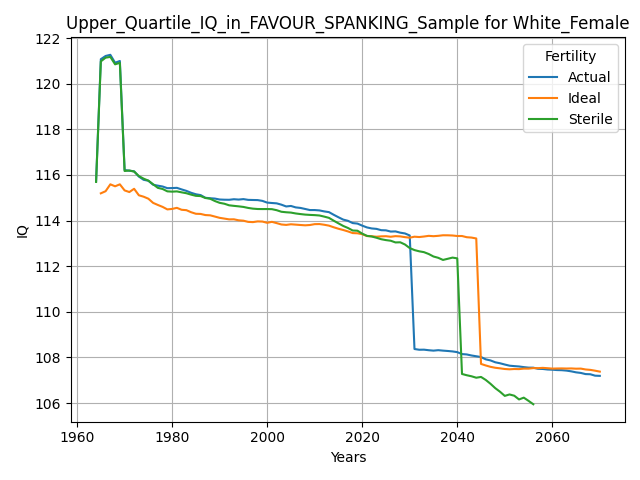 Upper_Quartile_IQ_in_FAVOUR_SPANKING_Sample for White_Female
122
120
118
116
114
112
110
108
106
IQ
Fertility
Actual
Ideal
Sterile
1960
1980
2000
2020
2040
2060
Years